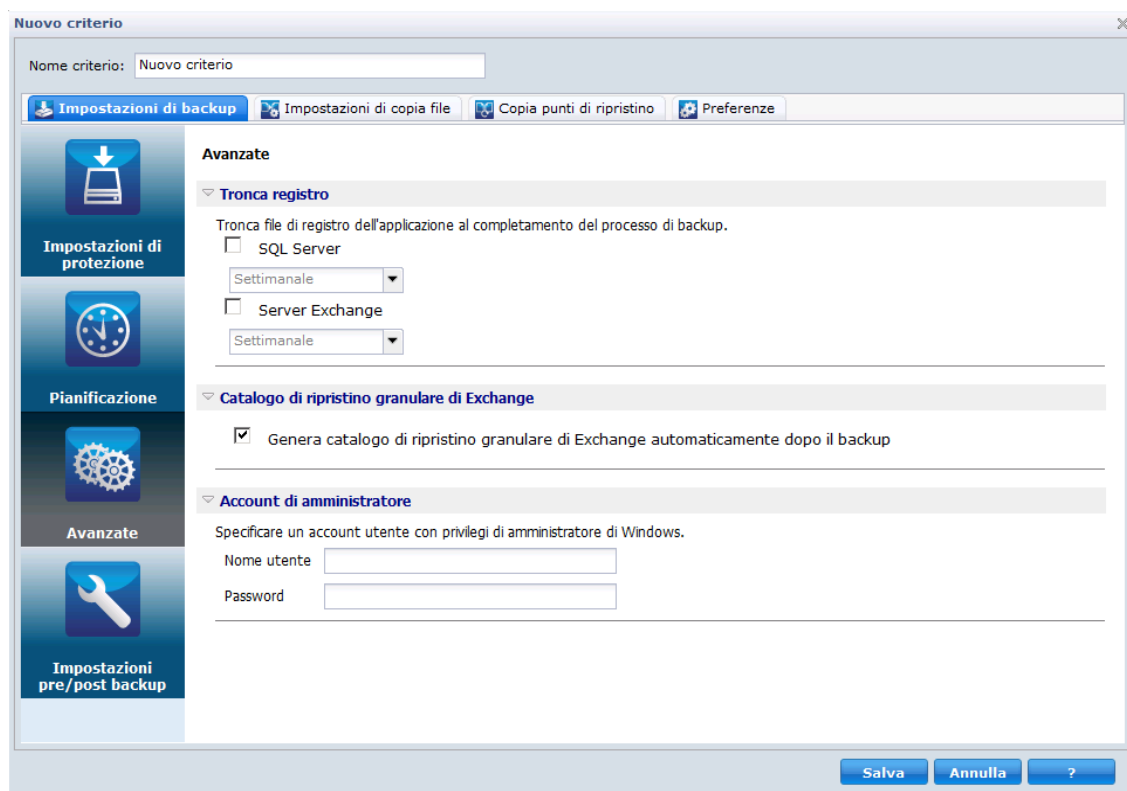 Nuovo criterio
Nome criterio: Nuovo criterio
Impostazioni di backup Impostazioni di copia file Copia punti di ripristino Preferenze
Impostazioni di protezione
Pianificazione
Avanzate
Impostazioni pre/post backup
Avanzate
Tronca registro
Tronca file di registro dell'applicazione al completamento del processo di backup.
SQL Server
Settimanale
Server Exchange
Settimanale
Catalogo di ripristino granulare di Exchange
Genera catalogo di ripristino granulare di Exchange automaticamente dopo il backup
Account di amministratore
Specificare un account utente con privilegi di amministratore di Windows.
Nome utente
Password
Salva Annulla ?